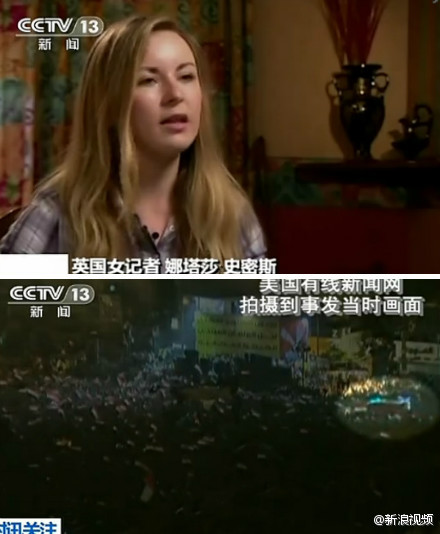 CCTV 13
新闻
英国女记者 娜塔莎 史密斯
CCTV 13
新闻
美国有线新闻网
拍摄到事发当时画面
时讯关注
@新浪视频